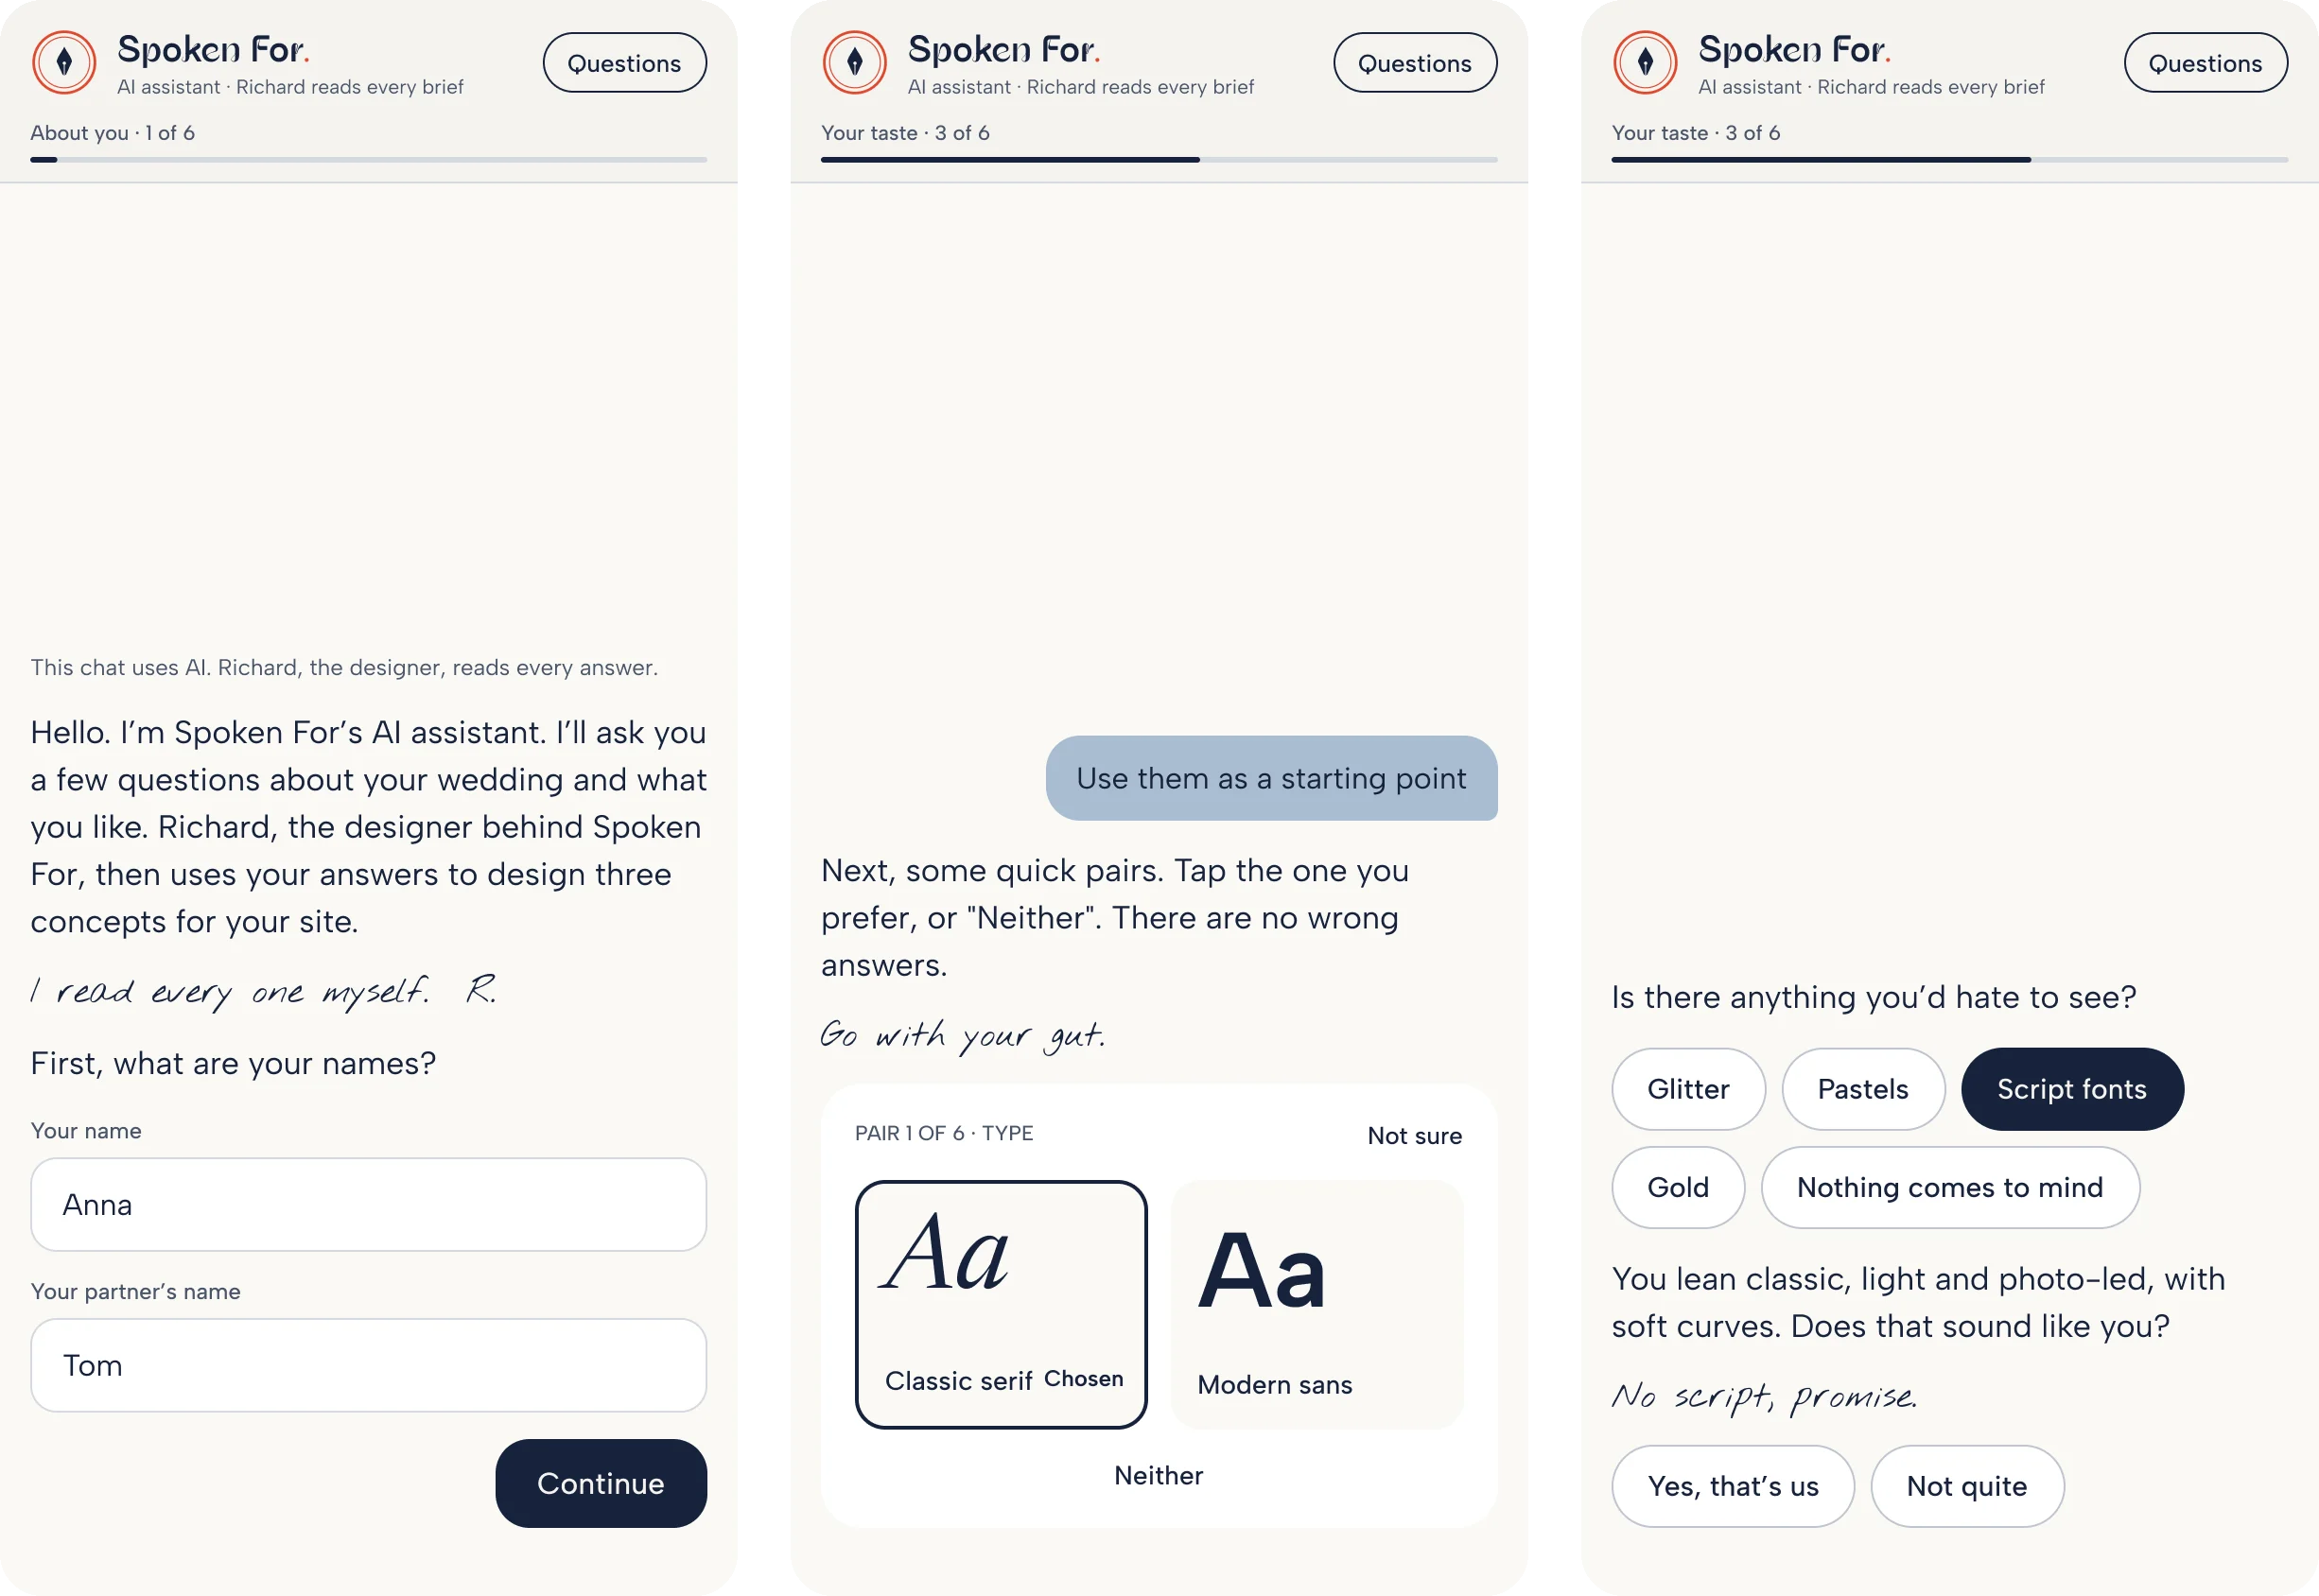 Spoken For.
AI assistant · Richard reads every brief
Questions
About you · 1 of 6
This chat uses AI. Richard, the designer, reads every answer.
Hello. I’m Spoken For’s AI assistant. I’ll ask you
a few questions about your wedding and what
you like. Richard, the designer behind Spoken
For, then uses your answers to design three
concepts for your site.
I read every one myself. R.
First, what are your names?
Your name
Anna
Your partner’s name
Tom
Continue
Spoken For.
AI assistant · Richard reads every brief
Questions
Your taste · 3 of 6
Use them as a starting point
Next, some quick pairs. Tap the one you
prefer, or "Neither". There are no wrong
answers.
Go with your gut.
PAIR 1 OF 6 · TYPE
Not sure
Aa
Classic serif Chosen
Aa
Modern sans
Neither
Spoken For.
AI assistant · Richard reads every brief
Questions
Your taste · 3 of 6
Is there anything you’d hate to see?
Glitter Pastels Script fonts
Gold Nothing comes to mind
You lean classic, light and photo-led, with
soft curves. Does that sound like you?
No script, promise.
Yes, that’s us Not quite